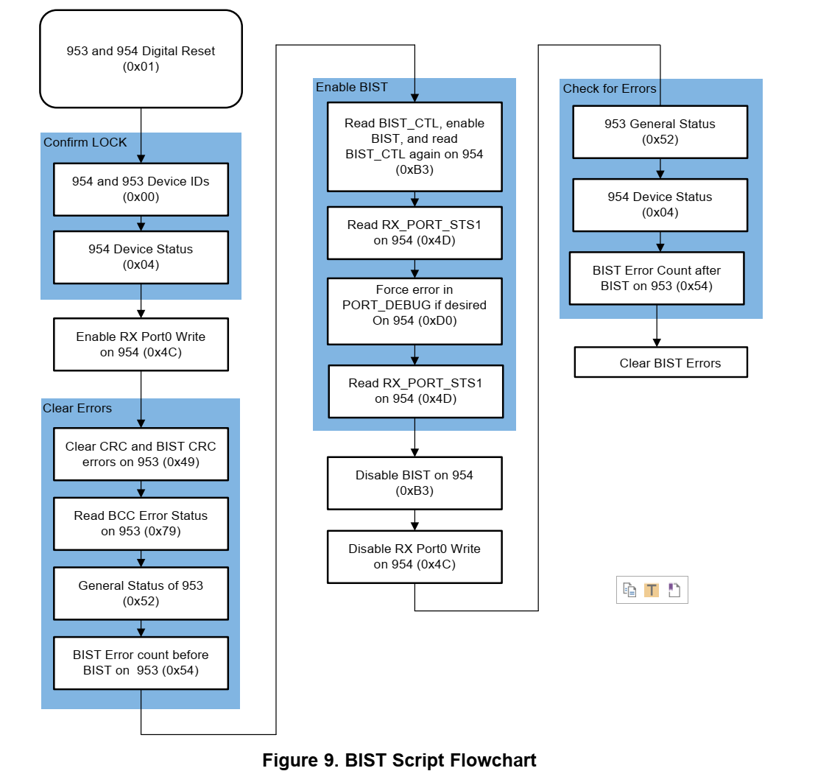 953 and 954 Digital Reset
(0x01)
Confirm LOCK
954 and 953 Device IDs
(0x00)
954 Device Status
(0x04)
Enable RX Port0 Write
on 954 (0x4C)
Clear Errors
Clear CRC and BIST CRC
errors on 953 (0x49)
Read BCC Error Status
on 953 (0x79)
General Status of 953
(0x52)
BIST Error count before
BIST on 953 (0x54)
Enable BIST
Read BIST_CTL, enable
BIST, and read
BIST_CTL again on 954
(0xB3)
Read RX_PORT_STS1
on 954 (0x4D)
Force error in
PORT_DEBUG if desired
On 954 (0xD0)
Read RX_PORT_STS1
on 954 (0x4D)
Disable BIST on 954
(0xB3)
Disable RX Port0 Write
on 954 (0x4C)
Check for Errors
953 General Status
(0x52)
954 Device Status
(0x04)
BIST Error Count after
BIST on 953 (0x54)
Clear BIST Errors
T
Figure 9. BIST Script Flowchart